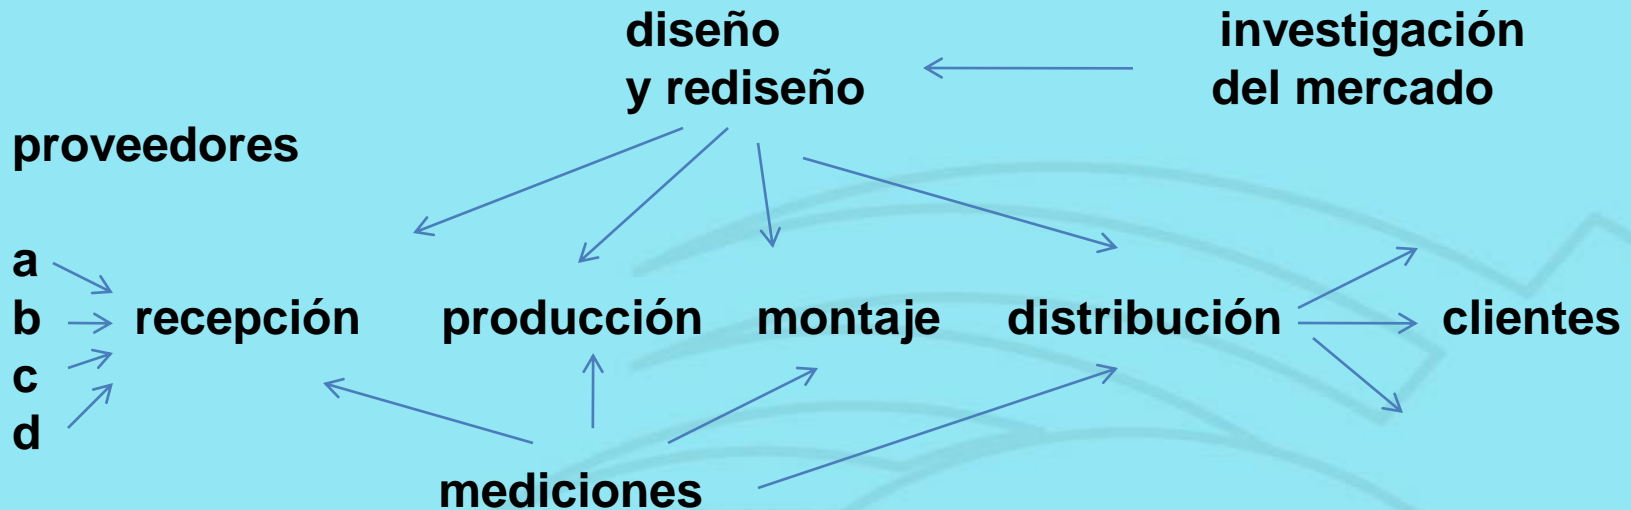 diseño
y rediseño
investigación
del mercado
proveedores
a
b
c
d
recepción
producción
montaje
distribución
clientes
mediciones